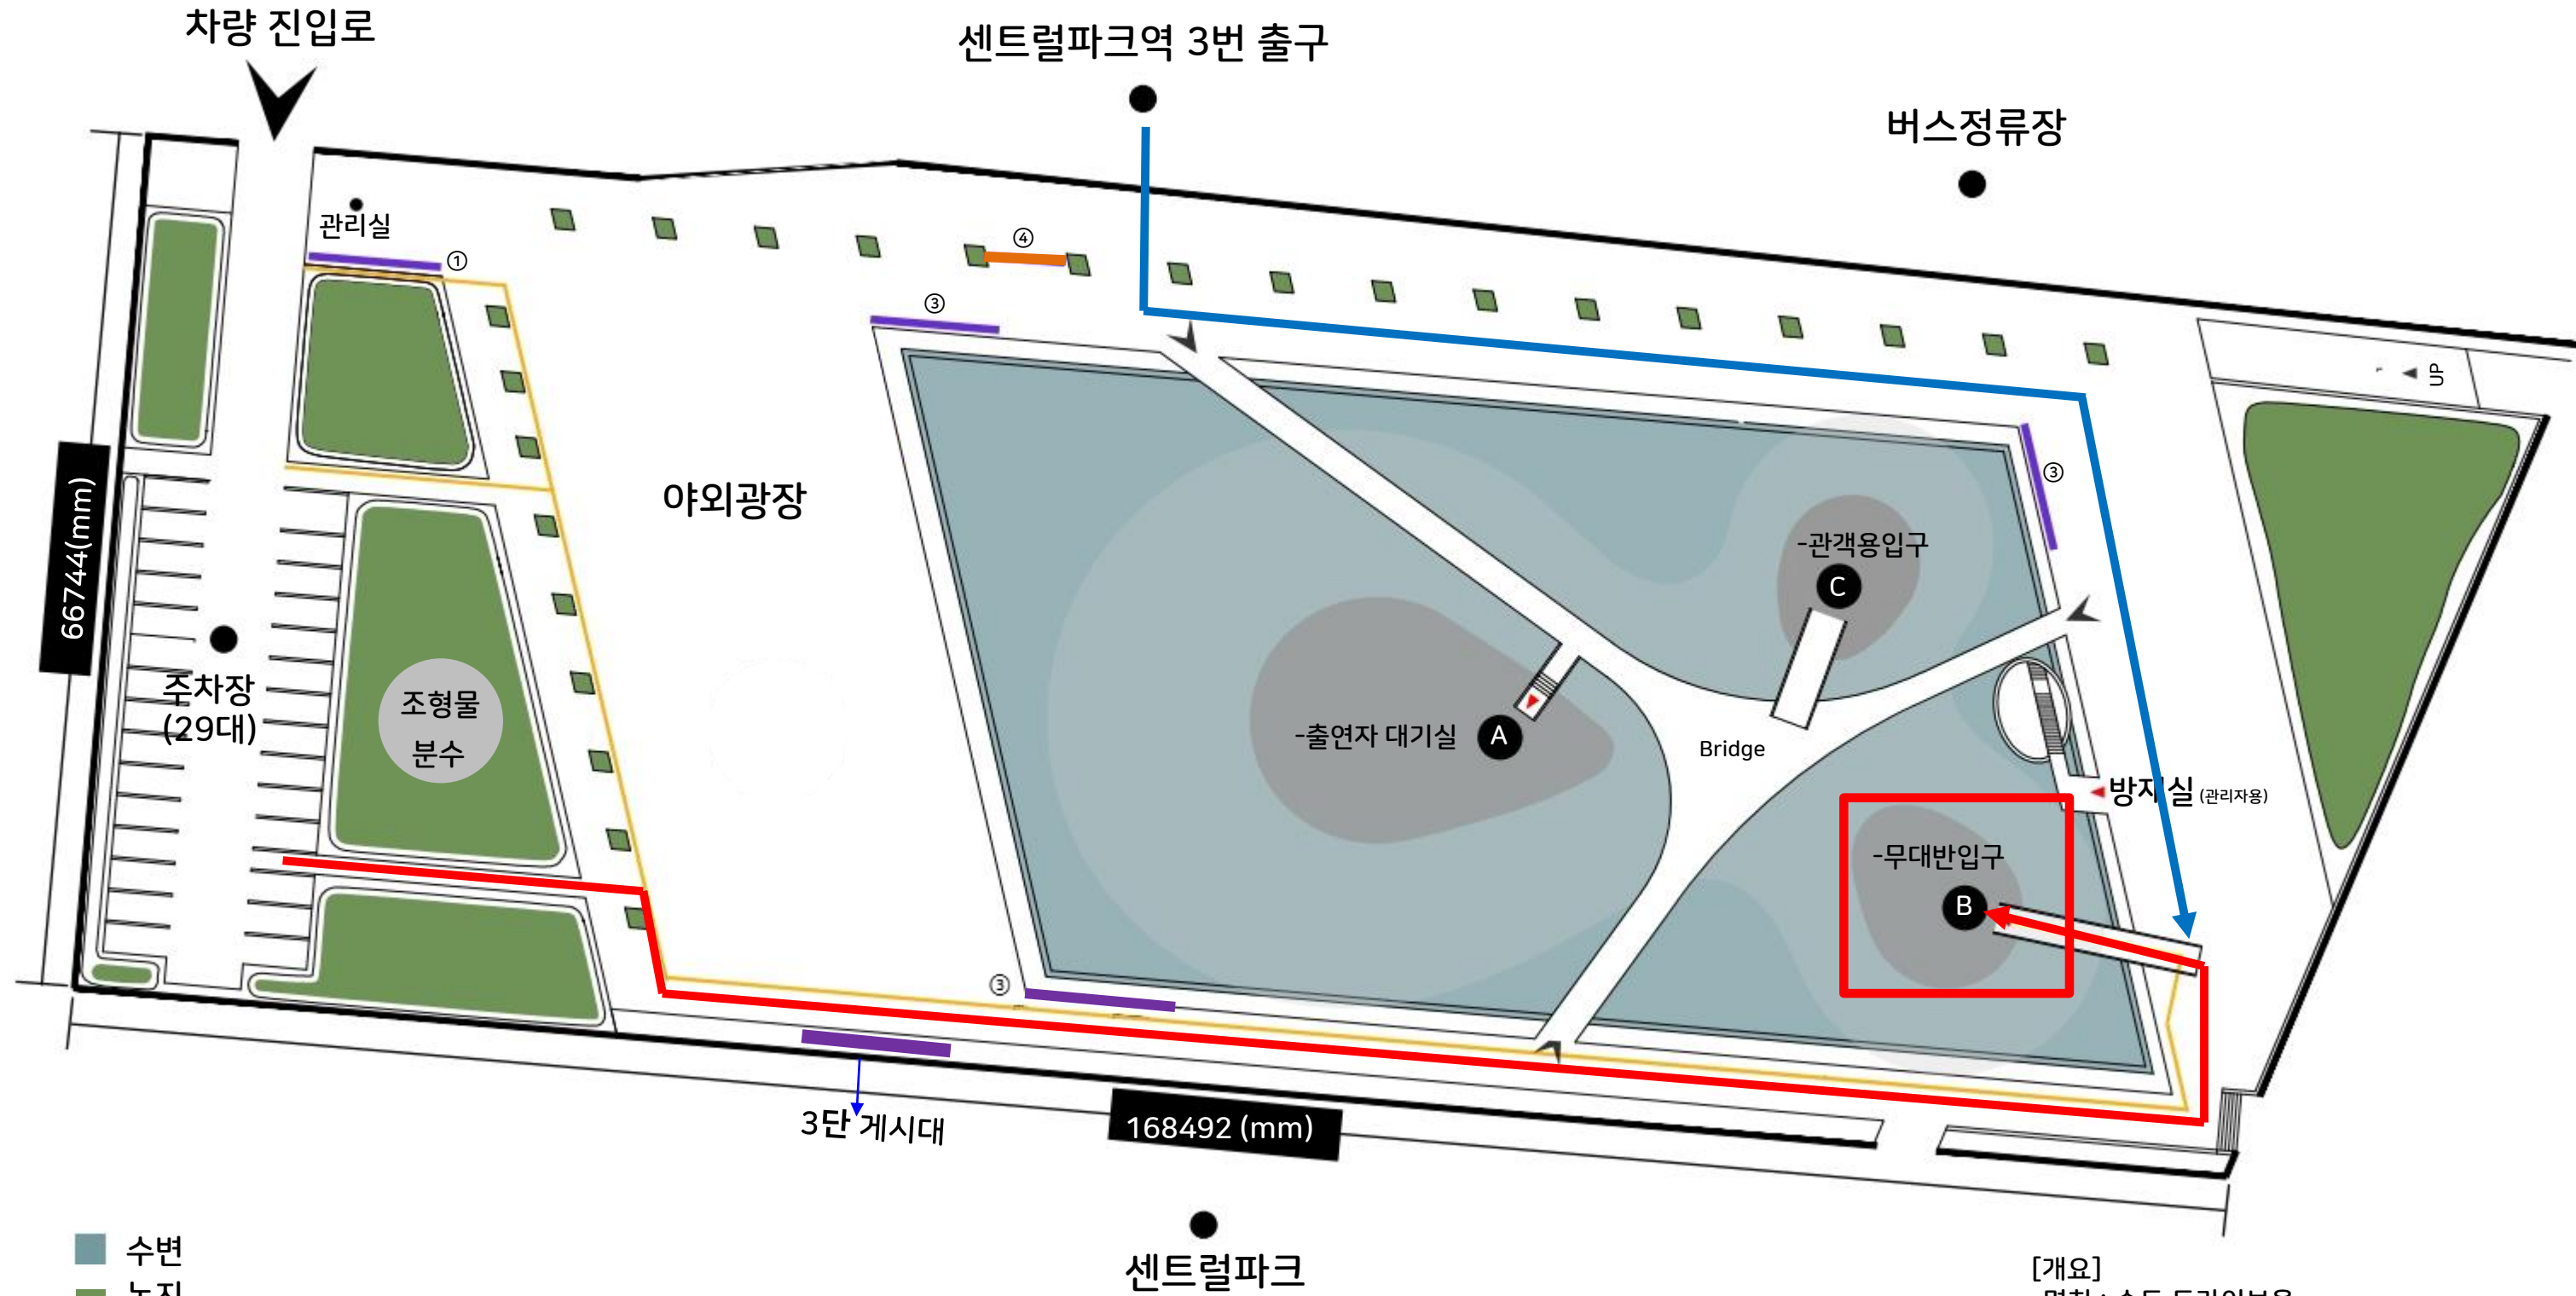 차량 진입로
센트럴파크역 3번 출구
버스정류장
관리실
①
④
③
UP
③
야외광장
66744(mm)
-관객용입구
C
주차장
(29대)
조형물
분수
-출연자 대기실
A
Bridge
방재실 (관리자용)
-무대반입구
B
③
3단 게시대
168492 (mm)
센트럴파크
수변
[개요]